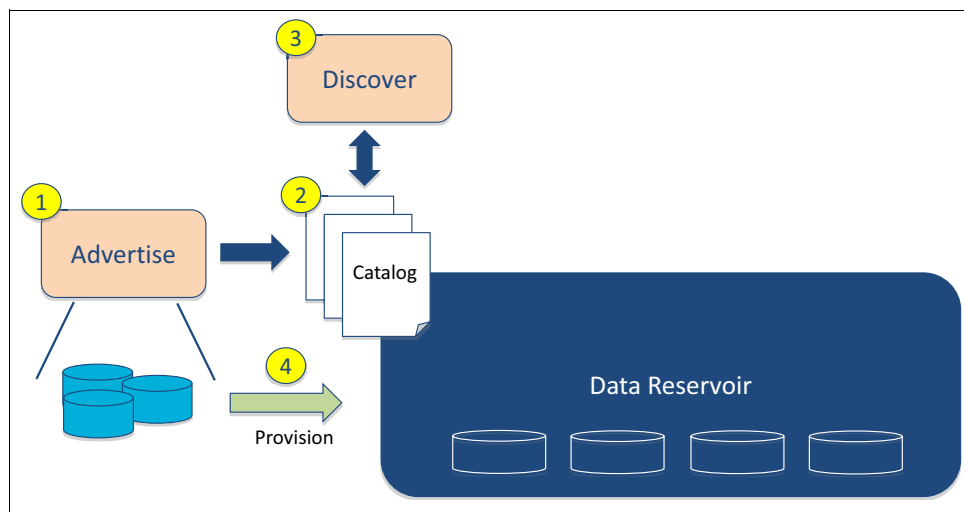 3
Discover
2
1
Advertise
Catalog
4
Data Reservoir
Provision